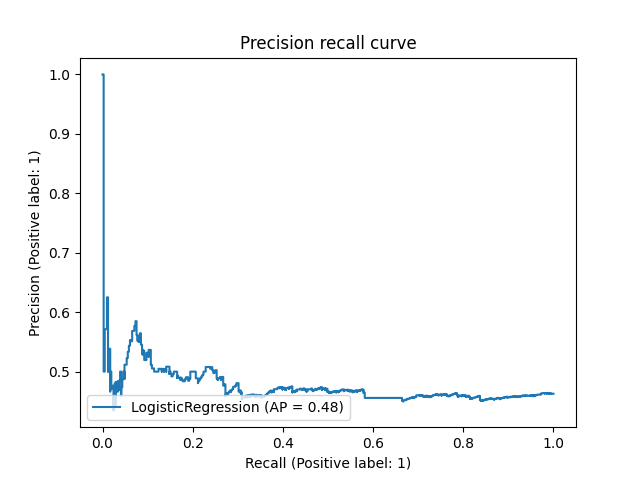 Precision recall curve
1.0
0.9
0.8
0.7
0.6
0.5
Precision (Positive label: 1)
LogisticRegression (AP = 0.48)
0.0 0.2 0.4 0.6 0.8 1.0
Recall (Positive label: 1)